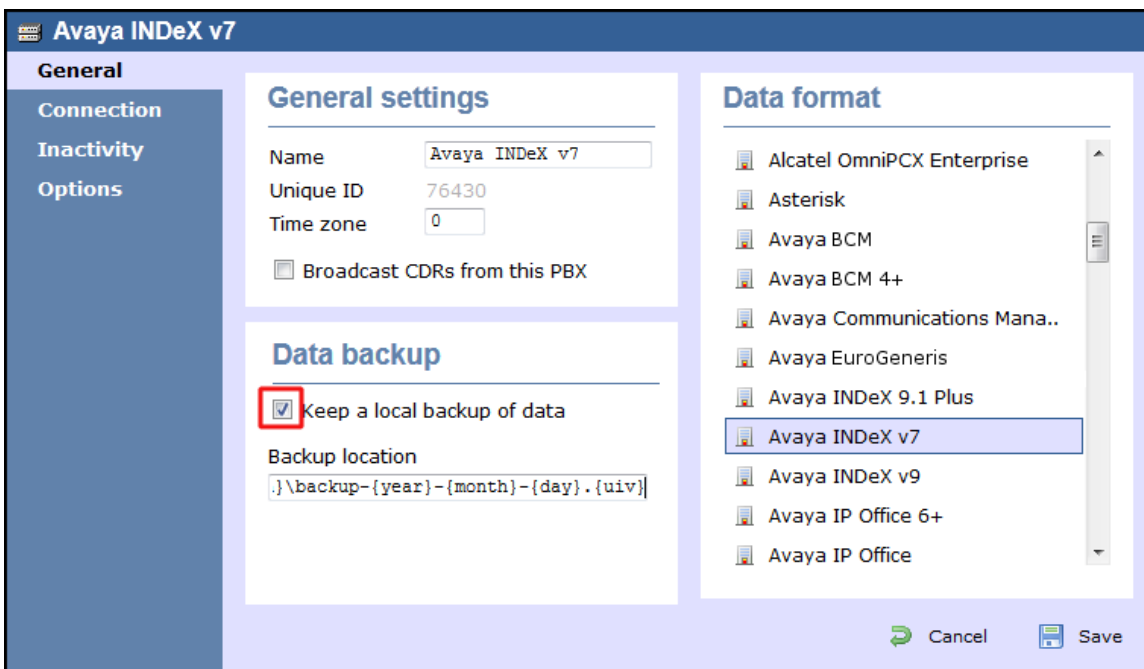 Avaya INDeX v7
General
Connection
Inactivity
Options
General settings
Name Avaya INDeX v7
Unique ID 76430
Time zone 0
Broadcast CDRs from this PBX
Data backup
Keep a local backup of data
Backup location
.}\backup-{year}-{month}-{day}.{uiv}
Data format
Alcatel OmniPCX Enterprise
Asterisk
Avaya BCM
Avaya BCM 4+
Avaya Communications Mana..
Avaya EuroGeneris
Avaya INDeX 9.1 Plus
Avaya INDeX v7
Avaya INDeX v9
Avaya IP Office 6+
Avaya IP Office
Cancel Save